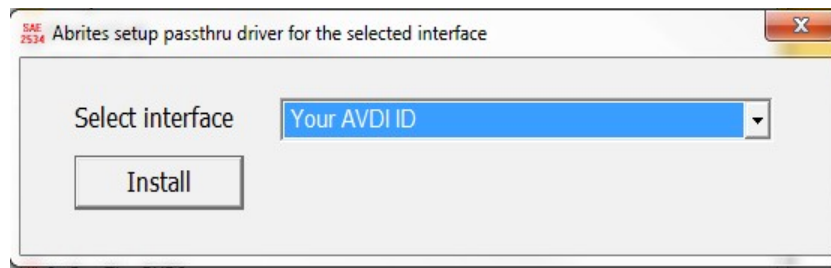 SAE
2534
Abrites setup passthru driver for the selected interface
X
Select interface
Your AVDI ID
Install